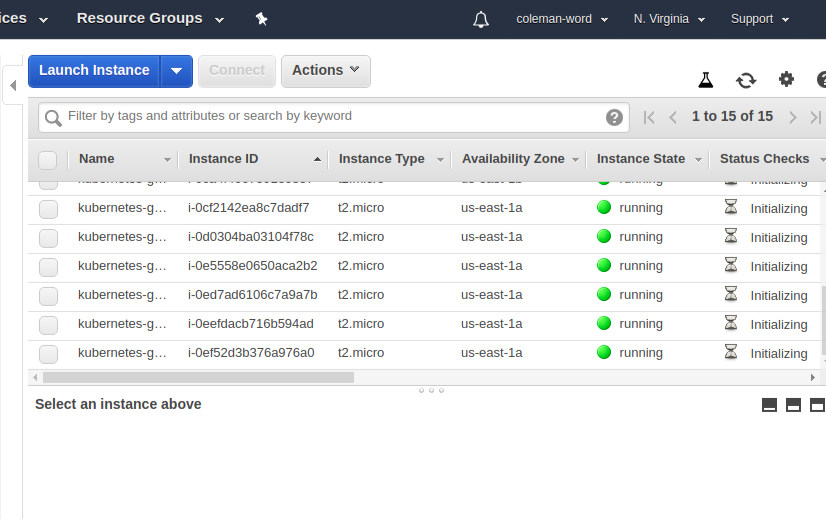 ices Resource Groups coleman-word N. Virginia Support
Launch Instance Connect Actions
Filter by tags and attributes or search by keyword 1 to 15 of 15
Name Instance ID Instance Type Availability Zone Instance State Status Checks
kubernetes-g… t2.micro us-east-1b running Initializing
kubernetes-g… i-0cf2142ea8c7dadf7 t2.micro us-east-1a running Initializing
kubernetes-g… i-0d0304ba03104f78c t2.micro us-east-1a running Initializing
kubernetes-g… i-0e5558e0650aca2b2 t2.micro us-east-1a running Initializing
kubernetes-g… i-0ed7ad6106c7a9a7b t2.micro us-east-1a running Initializing
kubernetes-g… i-0eefdacb716b594ad t2.micro us-east-1a running Initializing
kubernetes-g… i-0ef52d3b376a976a0 t2.micro us-east-1a running Initializing
Select an instance above